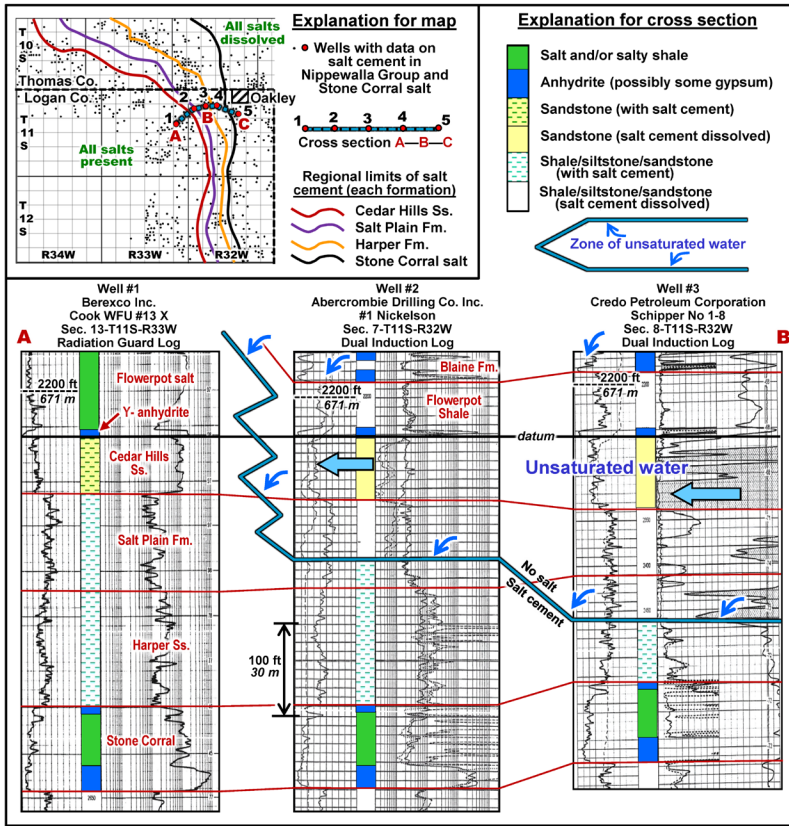 Explanation for map
All salts
dissolved
T
10
S
Wells with data on
salt cement in
Nippewalla Group and
Stone Corral salt
Thomas Co.
Logan Co.
Oakley
1
2
3
4
5
A
B
C
T
11
S
All salts
present
T
12
S
R34W
R33W
R32W
1
2
3
4
5
Cross section A—B—C
Regional limits of salt
cement (each formation)
Cedar Hills Ss.
Salt Plain Fm.
Harper Fm.
Stone Corral salt
Explanation for cross section
Salt and/or salty shale
Anhydrite (possibly some gypsum)
Sandstone (with salt cement)
Sandstone (salt cement dissolved)
Shale/siltstone/sandstone
(with salt cement)
Shale/siltstone/sandstone
(salt cement dissolved)
Zone of unsaturated water
A
Well #1
Berexco Inc.
Cook WFU #13 X
Sec. 13-T11S-R33W
Radiation Guard Log
Well #2
Abercrombie Drilling Co. Inc.
#1 Nickelson
Sec. 7-T11S-R32W
Dual Induction Log
Well #3
Credo Petroleum Corporation
Schipper No 1-8
Sec. 8-T11S-R32W
Dual Induction Log
B
Flowerpot salt
2200 ft
671 m
Y- anhydrite
Cedar Hills
Ss.
Salt Plain Fm.
Harper Ss.
Stone Corral
2200 ft
671 m
Blaine Fm.
Flowerpot
Shale
datum
2200 ft
671 m
Unsaturated water
No salt
Salt cement
100 ft
30 m